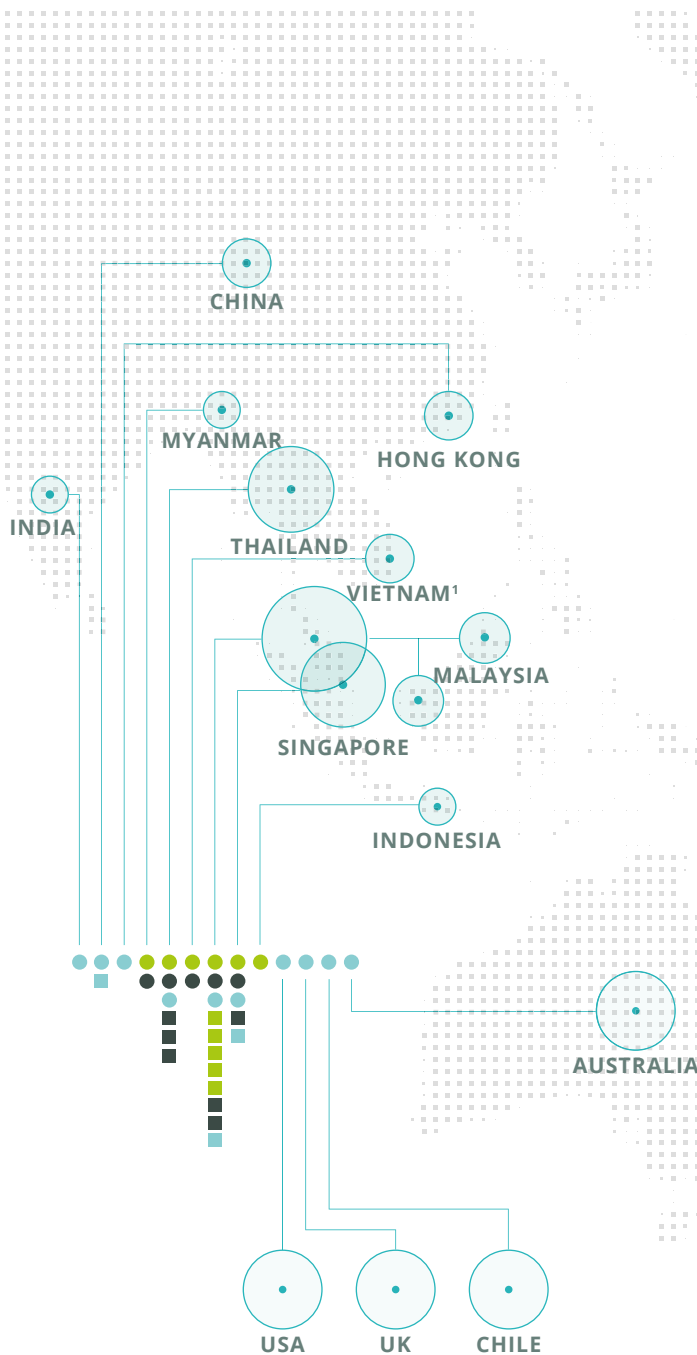 CHINA
MYANMAR
HONG KONG
INDIA
THAILAND
VIETNAM¹
MALAYSIA
SINGAPORE
INDONESIA
AUSTRALIA
USA
UK
CHILE